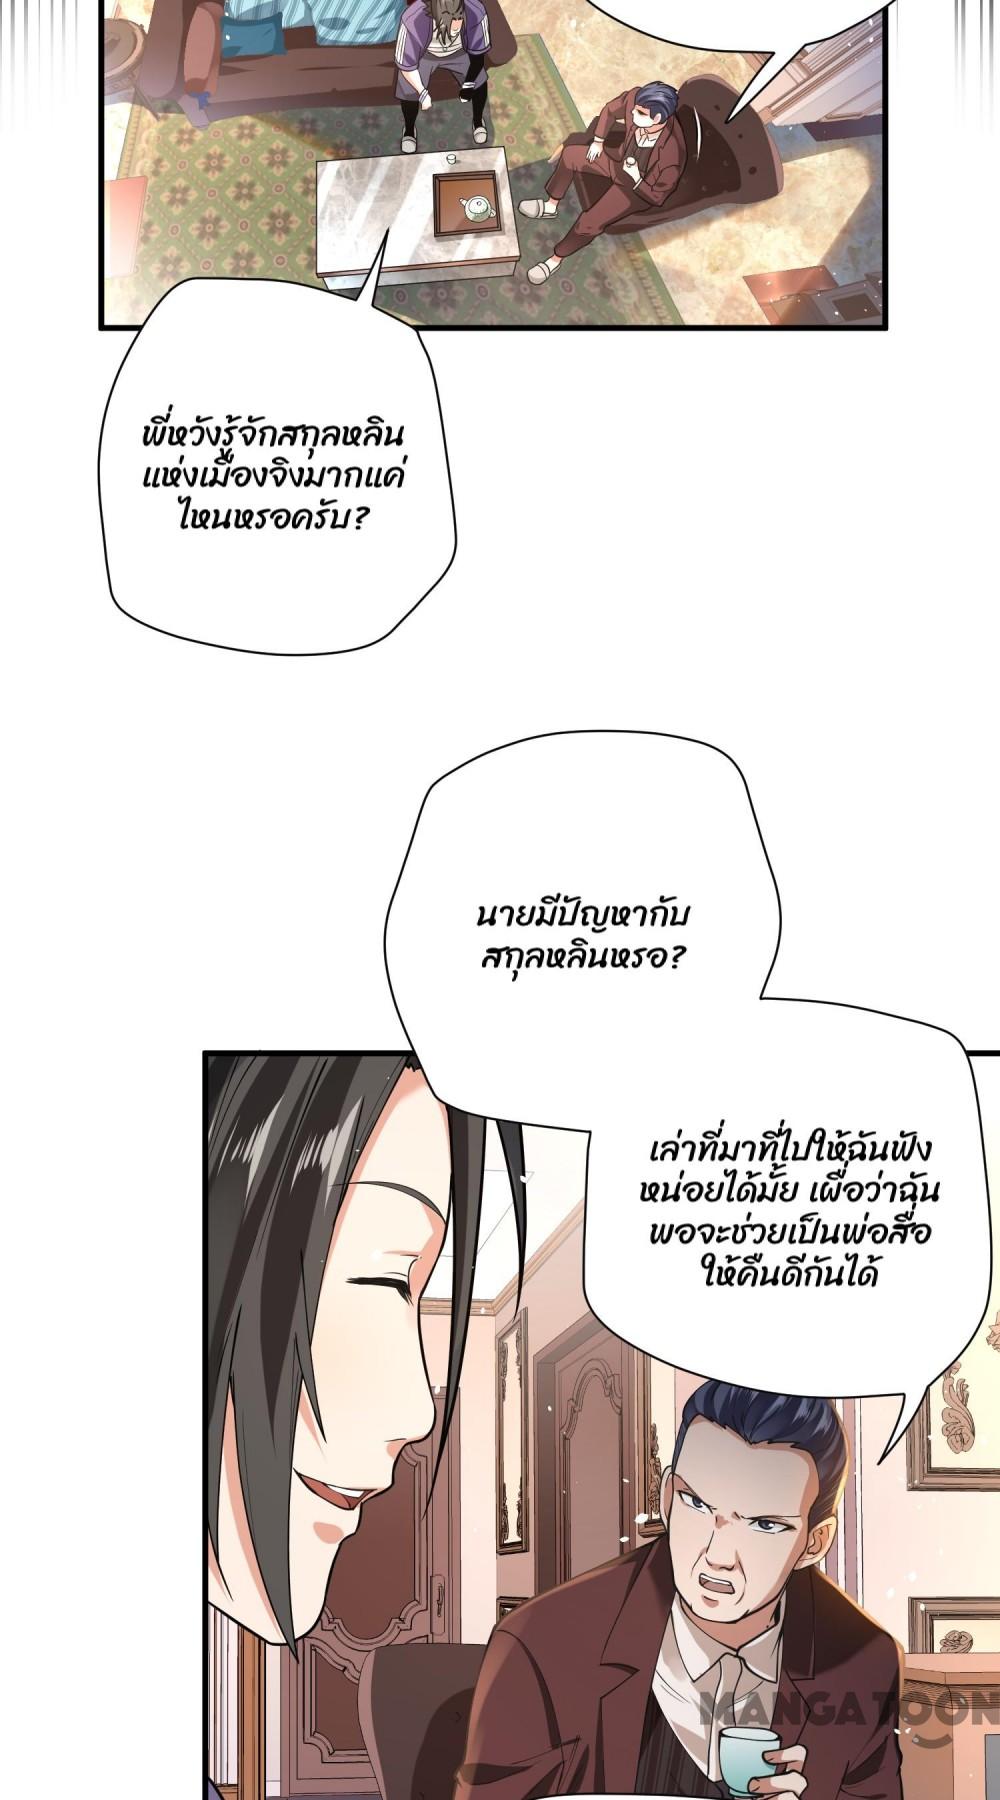 พี่หวังรู้จักสกุลหลิน
แห่งเมืองจิงมากแค่
ไหนหรอครับ?
นายมีปัญหากับ
สกุลหลินหรอ?
เล่าที่มาที่ไปให้ฉันฟัง
หน่อยได้มั้ย เผื่อว่าฉัน
พอจะช่วยเป็นพ่อสื่อ
ให้คืนดีกันได้
MANGATOON